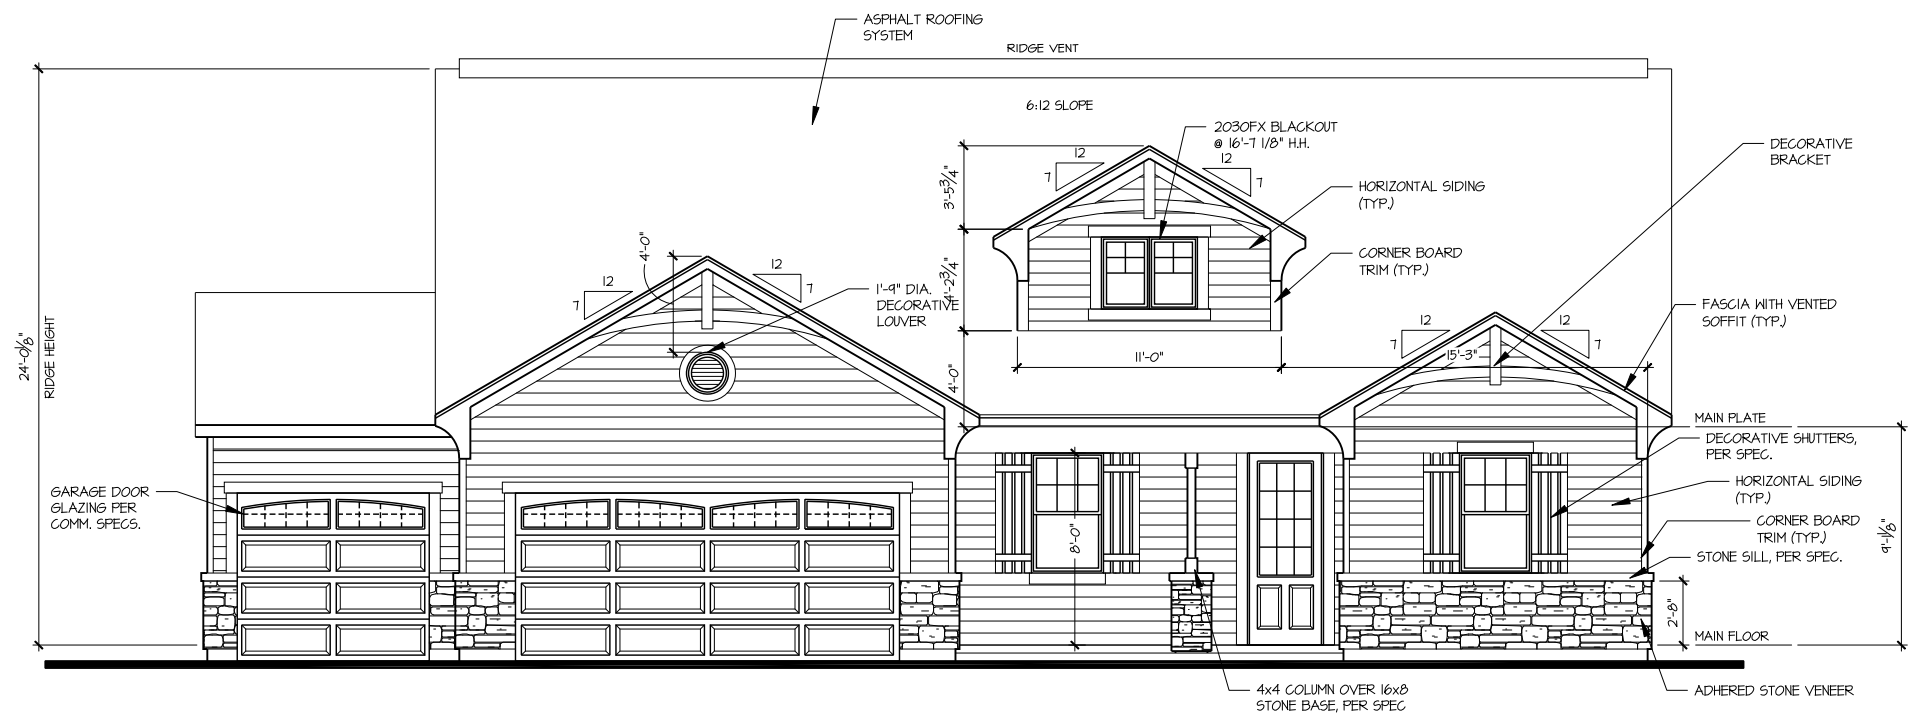 ASPHALT ROOFING
SYSTEM
RIDGE VENT
6:12 SLOPE
2030FX BLACKOUT
@ 16'-7 1/8" H.H.
12
7
12
7
3'-5 3/4"
DECORATIVE
BRACKET
HORIZONTAL SIDING
(TYP.)
CORNER BOARD
TRIM (TYP.)
4'-2 3/4"
4'-0"
12
7
12
7
1'-9" DIA.
DECORATIVE
LOUVER
FASCIA WITH VENTED
SOFFIT (TYP.)
12
7
12
7
24'-0 1/8"
RIDGE HEIGHT
11'-0"
15'-3"
4'-0"
MAIN PLATE
DECORATIVE SHUTTERS,
PER SPEC.
HORIZONTAL SIDING
(TYP.)
GARAGE DOOR
GLAZING PER
COMM. SPECS.
CORNER BOARD
TRIM (TYP.)
8'-0"
9'-1 1/8"
STONE SILL, PER SPEC.
2'-8"
MAIN FLOOR
4x4 COLUMN OVER 16x8
STONE BASE, PER SPEC
ADHERED STONE VENEER